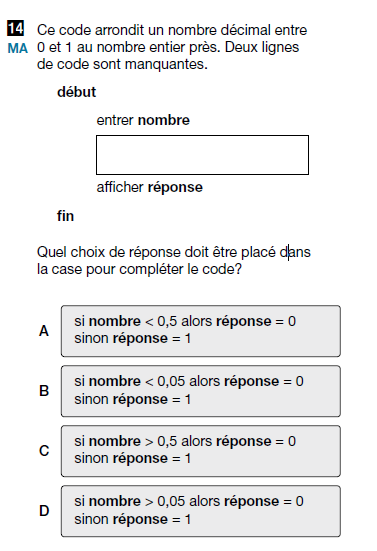 14 Ce code arrondit un nombre décimal entre
MA 0 et 1 au nombre entier près. Deux lignes
de code sont manquantes.
début
entrer nombre
afficher réponse
fin
Quel choix de réponse doit être placé dans
la case pour compléter le code?
A
si nombre < 0,5 alors réponse = 0
sinon réponse = 1
B
si nombre < 0,05 alors réponse = 0
sinon réponse = 1
C
si nombre > 0,5 alors réponse = 0
sinon réponse = 1
D
si nombre > 0,05 alors réponse = 0
sinon réponse = 1